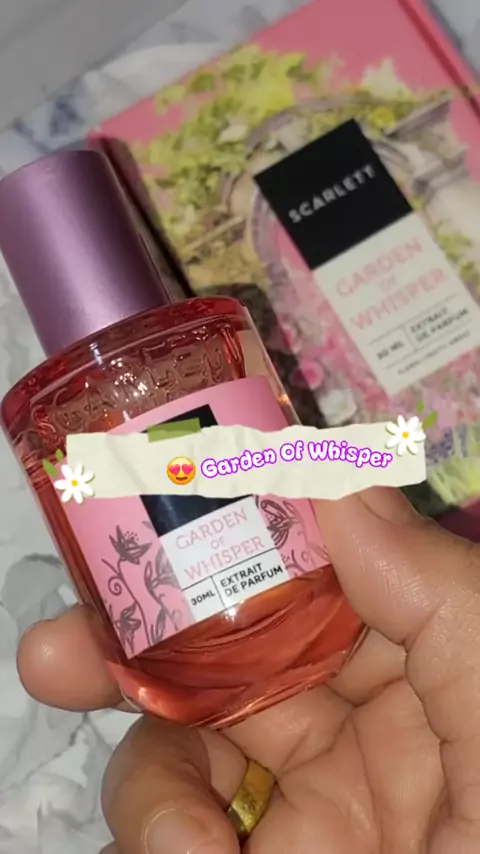 SCARLETT
GARDEN
OF
WHISPER
30 ML
EXTRAIT
DE PARFUM
😍 Garden Of Whisper
GARDEN
OF
WHISPER
30ML
EXTRAIT
DE PARFUM